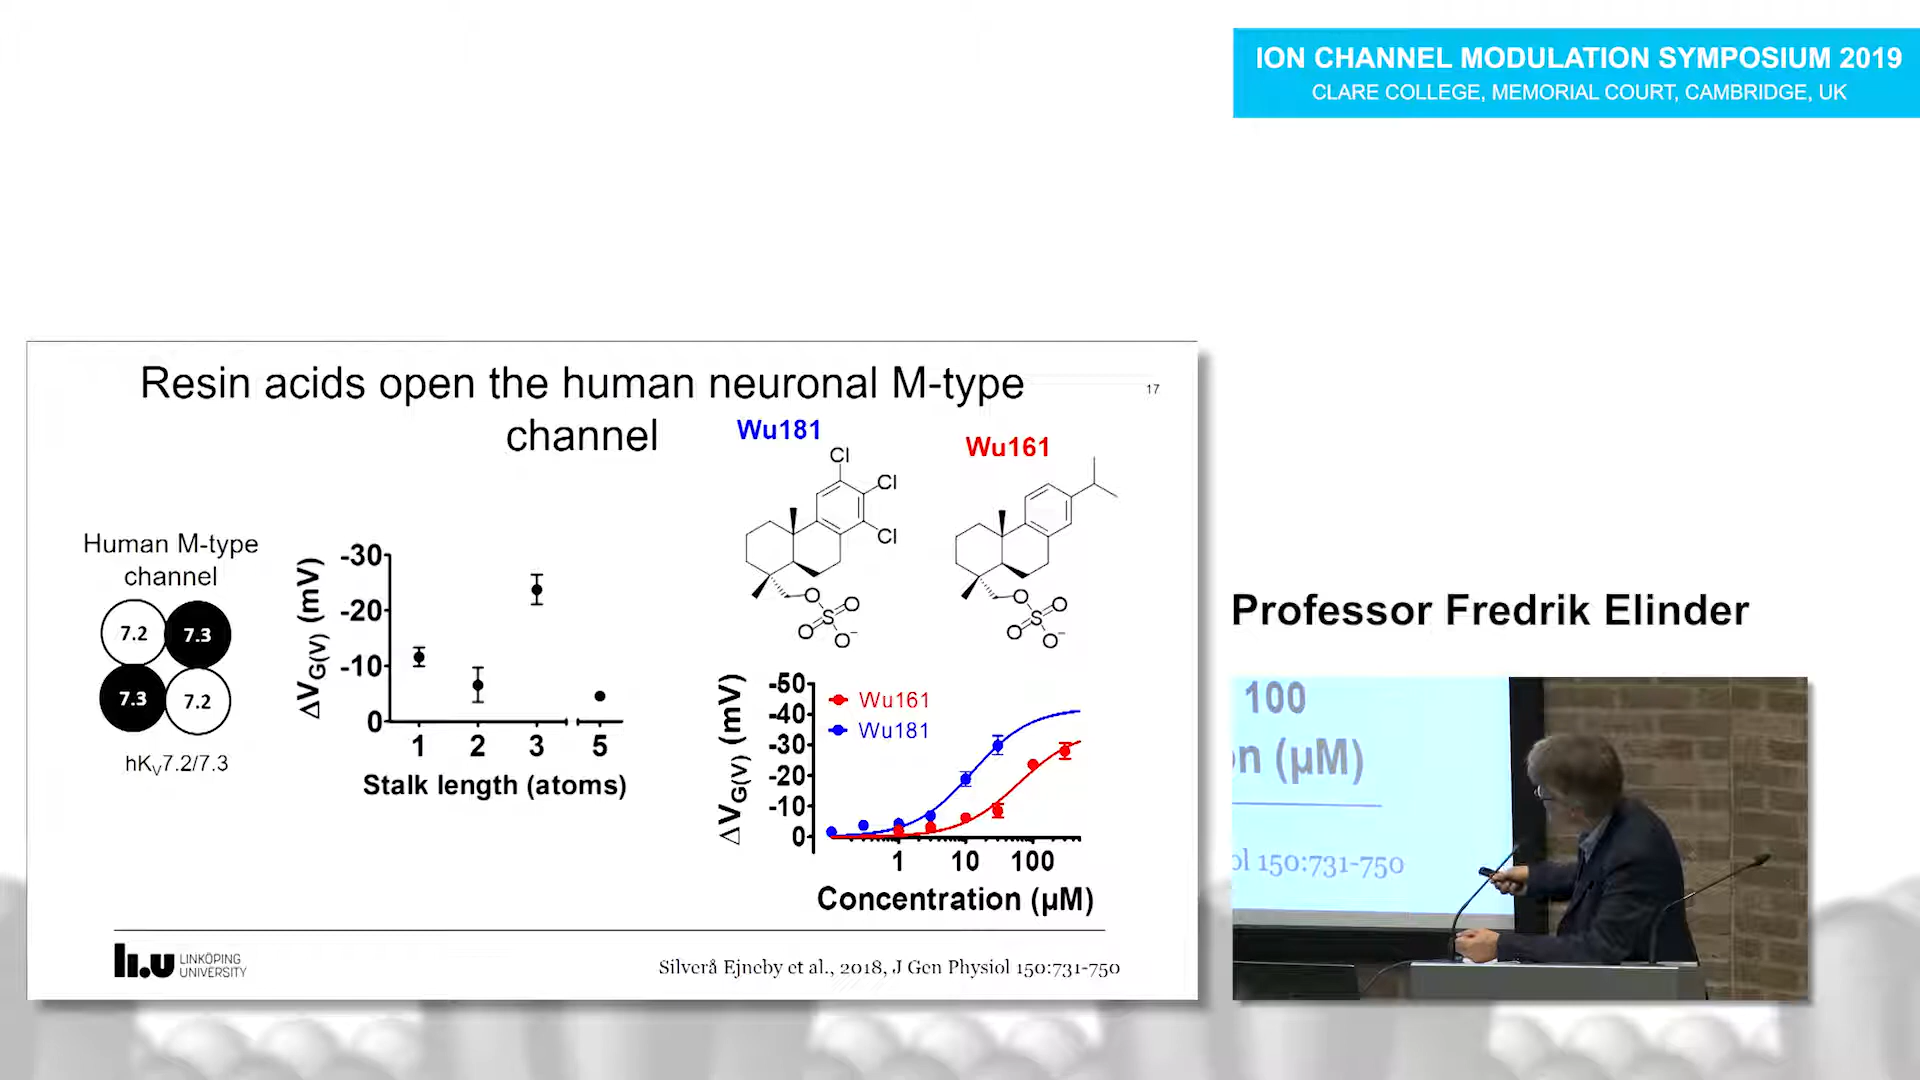 ION CHANNEL MODULATION SYMPOSIUM 2019
CLARE COLLEGE, MEMORIAL COURT, CAMBRIDGE, UK
Resin acids open the human neuronal M-type
channel
17
Wu181
Wu161
Cl
Cl
Cl
O
O
S
O
O⁻
O
O
S
O
O⁻
Human M-type
channel
7.2
7.3
7.3
7.2
hKV7.2/7.3
ΔVG(V) (mV)
-30
-20
-10
0
1 2 3 5
Stalk length (atoms)
ΔVG(V) (mV)
-50
-40
-30
-20
-10
0
Wu161
Wu181
1 10 100
Concentration (µM)
LI.U LINKÖPING
UNIVERSITY
Silverå Ejneby et al., 2018, J Gen Physiol 150:731-750
Professor Fredrik Elinder
100
on (µM)
ol 150:731-750